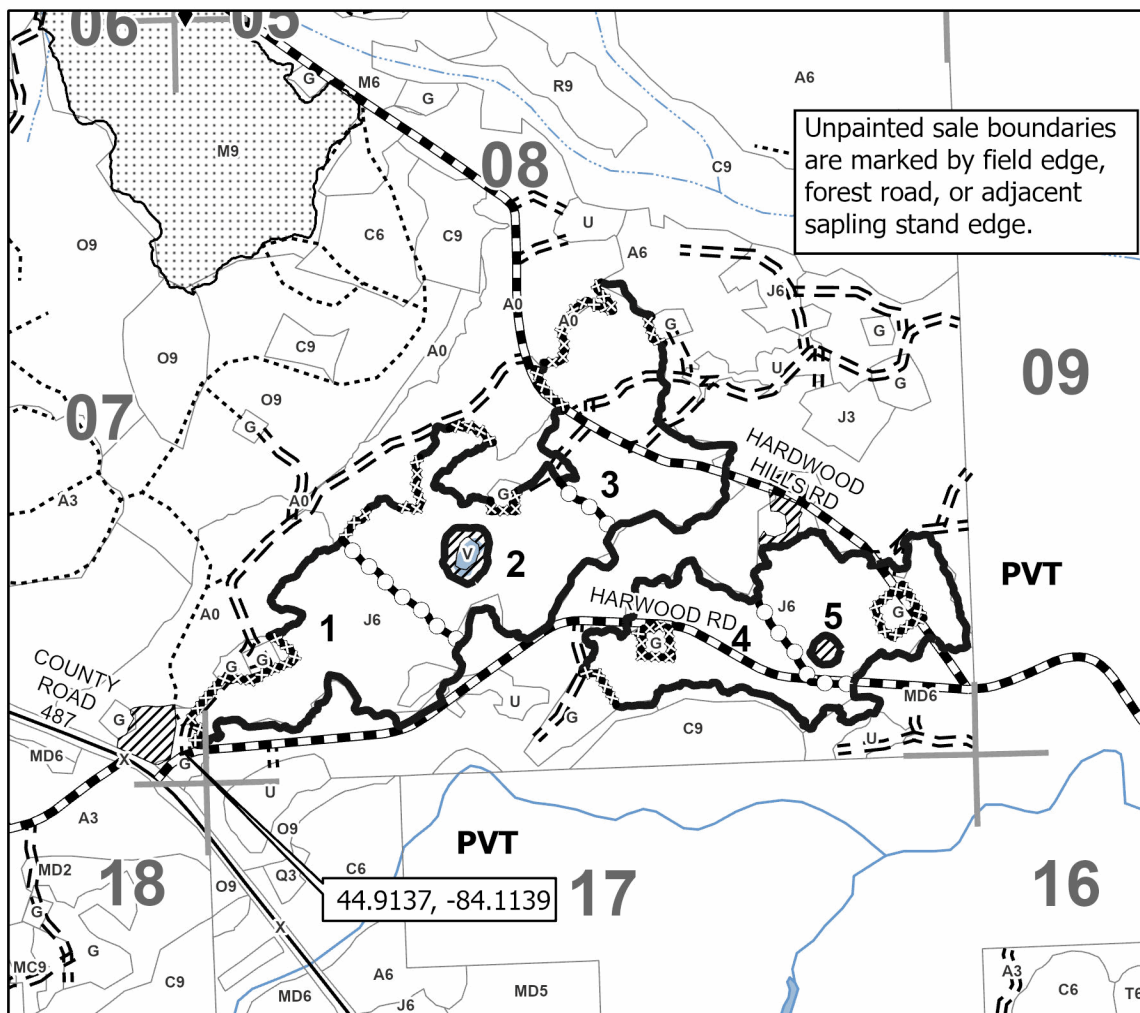 06
05
G
M6
G
R9
A6
Unpainted sale boundaries
are marked by field edge,
forest road, or adjacent
sapling stand edge.
M9
08
C9
O9
C6
C9
U
A6
J6
A0
A0
G
G
C9
A0
O9
U
09
G
07
O9
G
J3
HARDWOOD
HILLS RD
A3
A0
G
3
V
2
PVT
HARWOOD RD
J6
A0
1
J6
5
G
4
G
G
G
COUNTY
ROAD
487
G
U
G
C9
MD6
U
MD6
X
G
A3
U
O9
PVT
MD2
18
O9
Q3
C6
17
16
44.9137, -84.1139
G
X
G
MC9
C9
A6
MD6
J6
MD5
A3
C6
T6